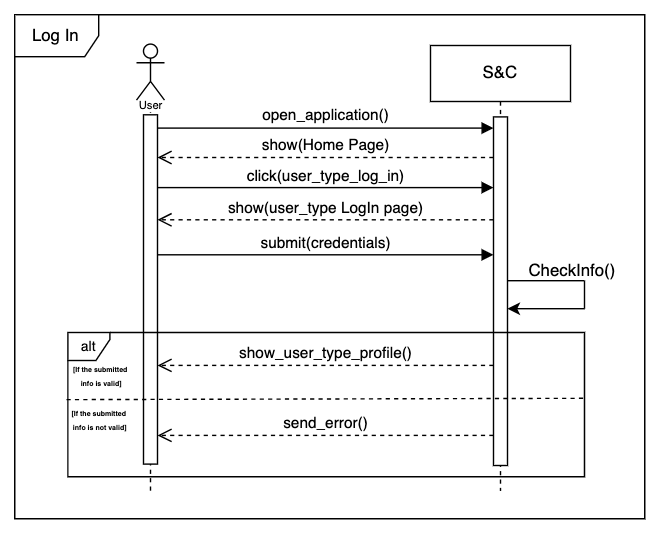 Log In
S&C
User
open_application()
show(Home Page)
click(user_type_log_in)
show(user_type LogIn page)
submit(credentials)
CheckInfo()
alt
show_user_type_profile()
[If the submitted
info is valid]
[If the submitted
info is not valid]
send_error()